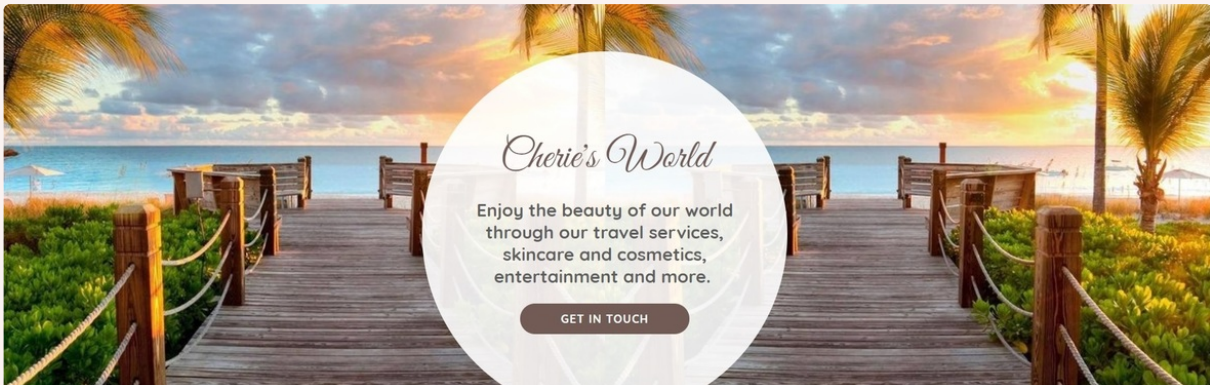 Cherie's World
Enjoy the beauty of our world
through our travel services,
skincare and cosmetics,
entertainment and more.
GET IN TOUCH